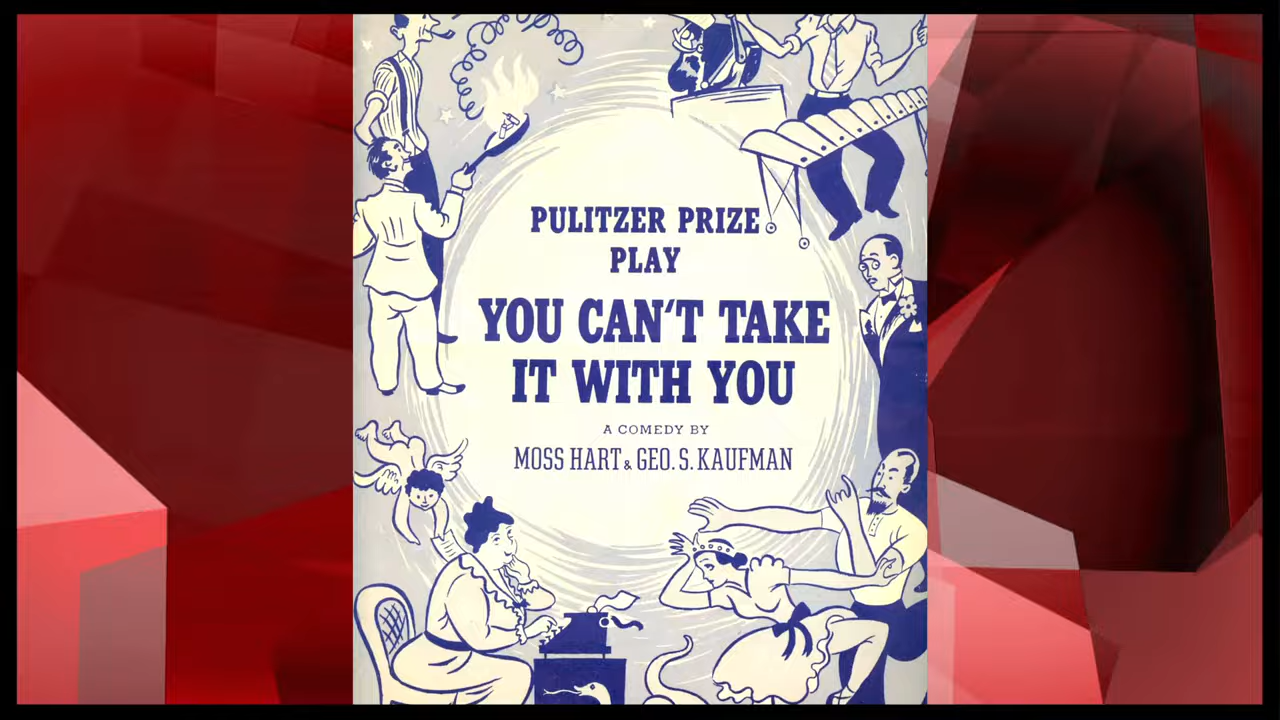 PULITZER PRIZE
PLAY
YOU CAN'T TAKE
IT WITH YOU
A COMEDY BY
MOSS HART & GEO. S. KAUFMAN